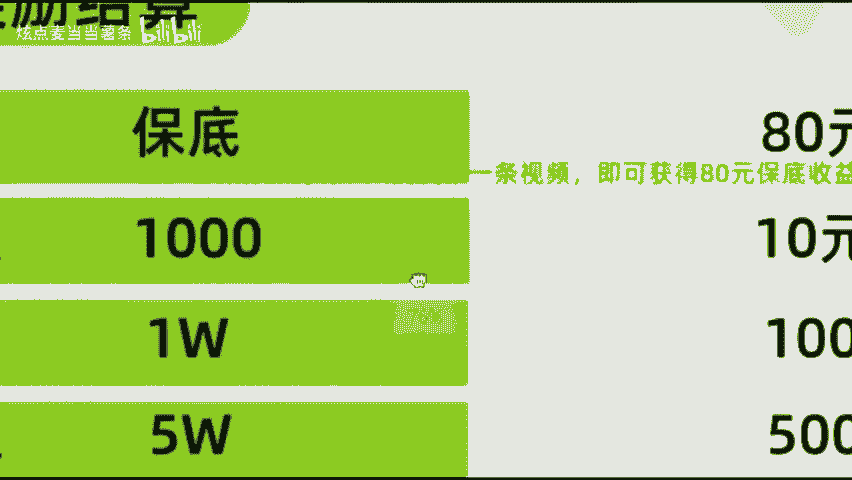 励结算
炫点麦当当薯条 bilibili
保底 80元
一条视频，即可获得80元保底收益
1000 10元
1W 100
5W 500